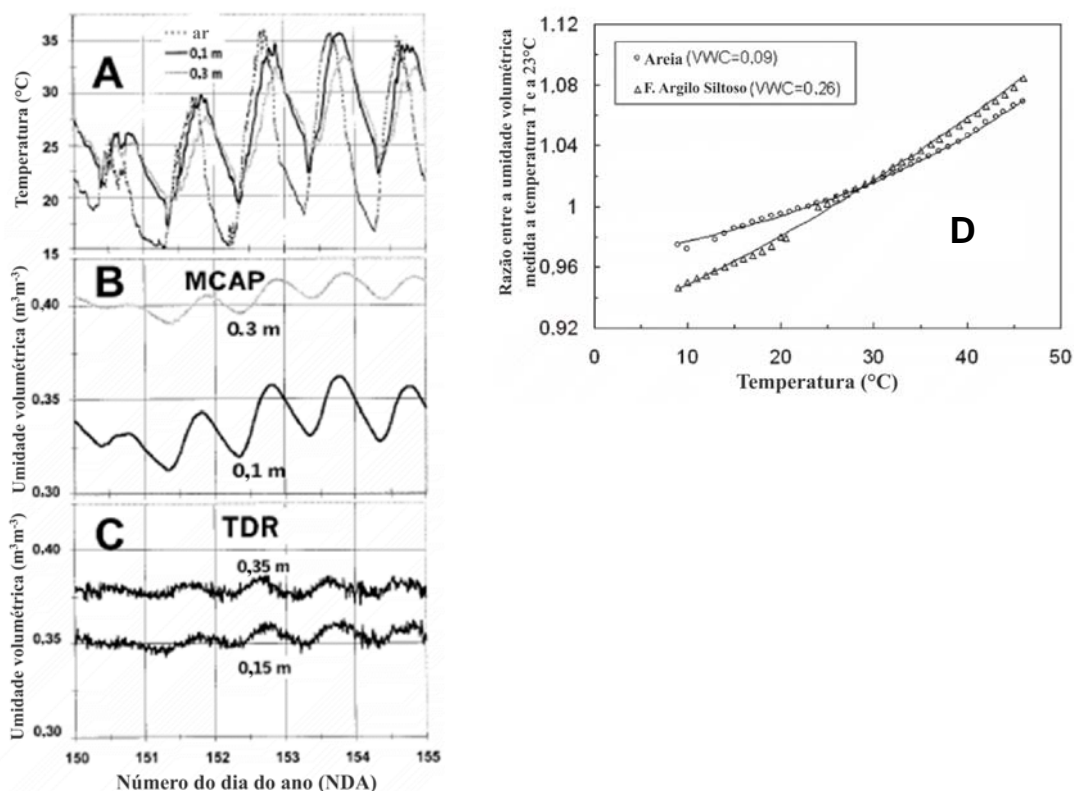 A
ar
0,1 m
0.3 m
Temperatura (°C)
35
30
25
20
15
B
MCAP
0.3 m
0,1 m
Umidade volumétrica (m³m⁻³)
0,40
0,35
0,30
C
TDR
0,35 m
0,15 m
Umidade volumétrica (m³m⁻³)
0,40
0,35
0,30
150 151 152 153 154 155
Número do dia do ano (NDA)
Razão entre a umidade volumétrica
medida a temperatura T e a 23°C
1.12
1.08
1.04
1
0.96
0.92
Areia (VWC=0.09)
F. Argilo Siltoso (VWC=0.26)
D
0 10 20 30 40 50
Temperatura (°C)